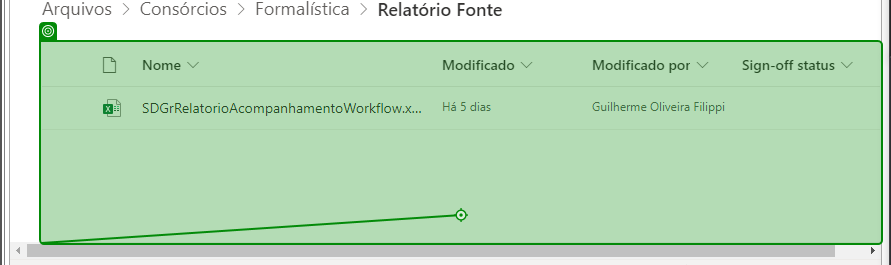 Arquivos > Consórcios > Formalística > Relatório Fonte
Nome Modificado Modificado por Sign-off status
SDGrRelatorioAcompanhamentoWorkflow.x... Há 5 dias Guilherme Oliveira Filippi